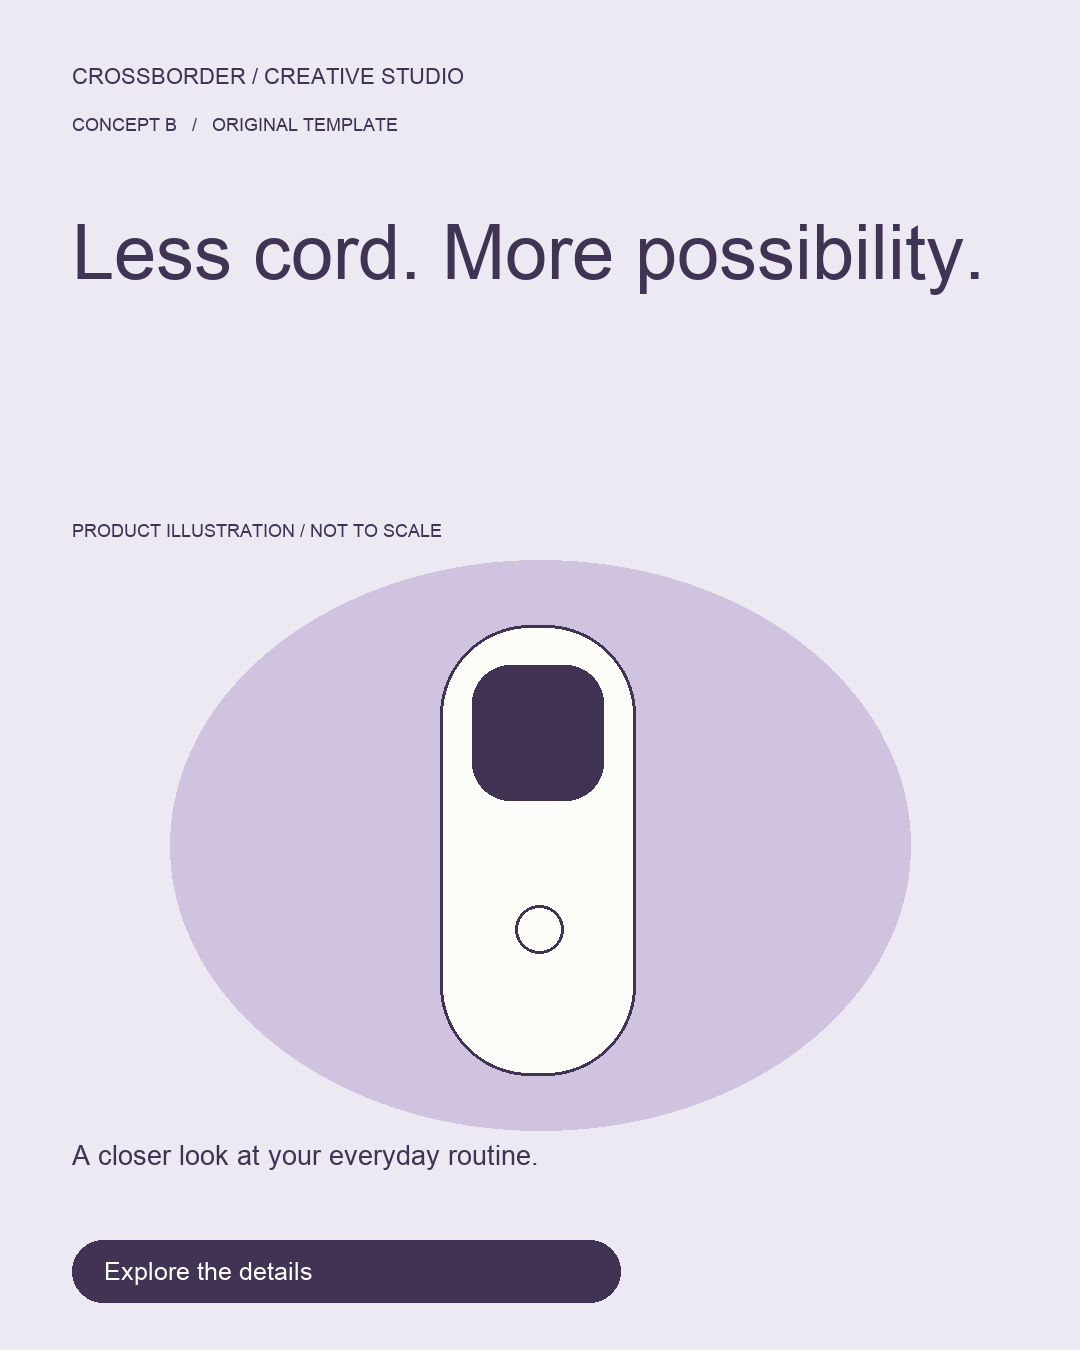 CROSSBORDER / CREATIVE STUDIO
CONCEPT B / ORIGINAL TEMPLATE
Less cord. More possibility.
PRODUCT ILLUSTRATION / NOT TO SCALE
A closer look at your everyday routine.
Explore the details